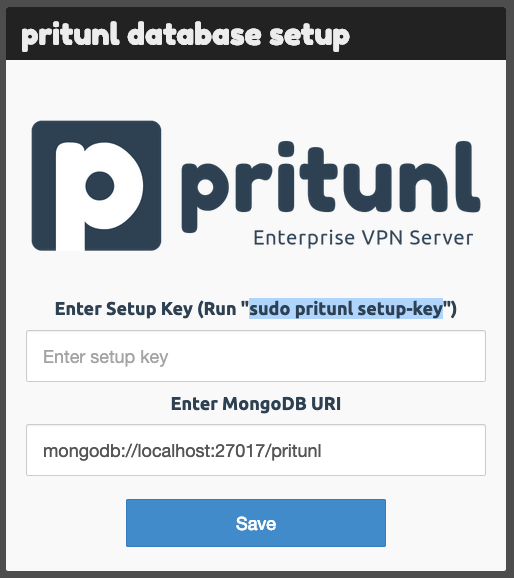 pritunl database setup
pritunl
Enterprise VPN Server
Enter Setup Key (Run "sudo pritunl setup-key")
Enter setup key
Enter MongoDB URI
mongodb://localhost:27017/pritunl
Save